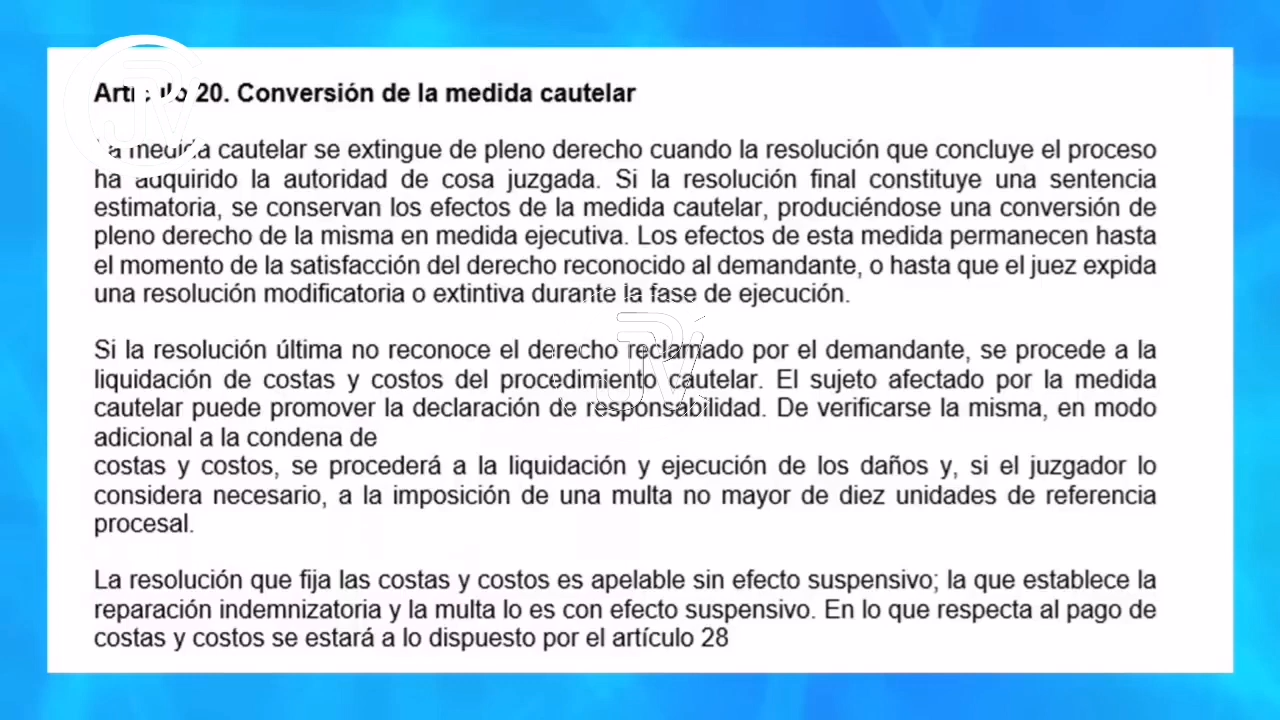 Artículo 20. Conversión de la medida cautelar
La medida cautelar se extingue de pleno derecho cuando la resolución que concluye el proceso
ha adquirido la autoridad de cosa juzgada. Si la resolución final constituye una sentencia
estimatoria, se conservan los efectos de la medida cautelar, produciéndose una conversión de
pleno derecho de la misma en medida ejecutiva. Los efectos de esta medida permanecen hasta
el momento de la satisfacción del derecho reconocido al demandante, o hasta que el juez expida
una resolución modificatoria o extintiva durante la fase de ejecución.
Si la resolución última no reconoce el derecho reclamado por el demandante, se procede a la
liquidación de costas y costos del procedimiento cautelar. El sujeto afectado por la medida
cautelar puede promover la declaración de responsabilidad. De verificarse la misma, en modo
adicional a la condena de
costas y costos, se procederá a la liquidación y ejecución de los daños y, si el juzgador lo
considera necesario, a la imposición de una multa no mayor de diez unidades de referencia
procesal.
La resolución que fija las costas y costos es apelable sin efecto suspensivo; la que establece la
reparación indemnizatoria y la multa lo es con efecto suspensivo. En lo que respecta al pago de
costas y costos se estará a lo dispuesto por el artículo 28